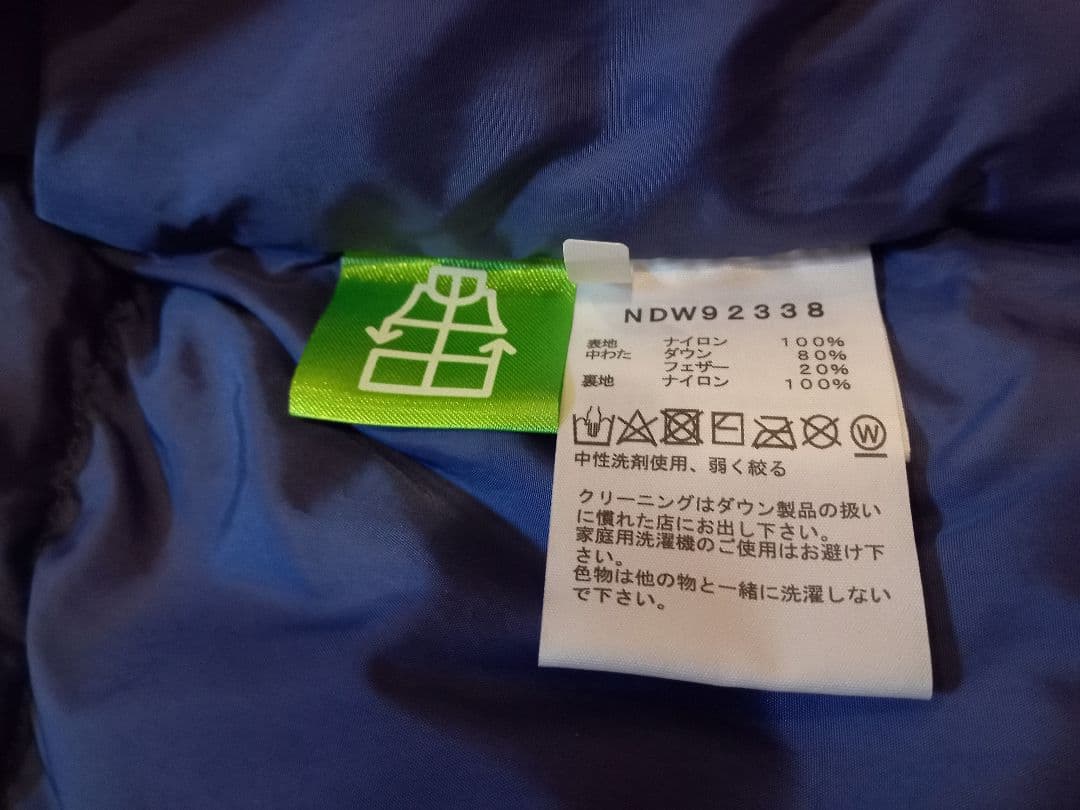 NDW92338
表地 ナイロン 100%
中わた ダウン 80%
フェザー 20%
裏地 ナイロン 100%
W
中性洗剤使用、弱く絞る
クリーニングはダウン製品の扱い
に慣れた店にお出し下さい。
家庭用洗濯機のご使用はお避け下
さい。
色物は他の物と一緒に洗濯しない
で下さい。